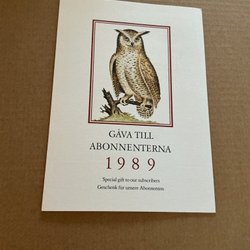 GÅVA TILL
ABONNENTERNA
1989
Special gift to our subscribers
Geschenk für unsere Abonnenten